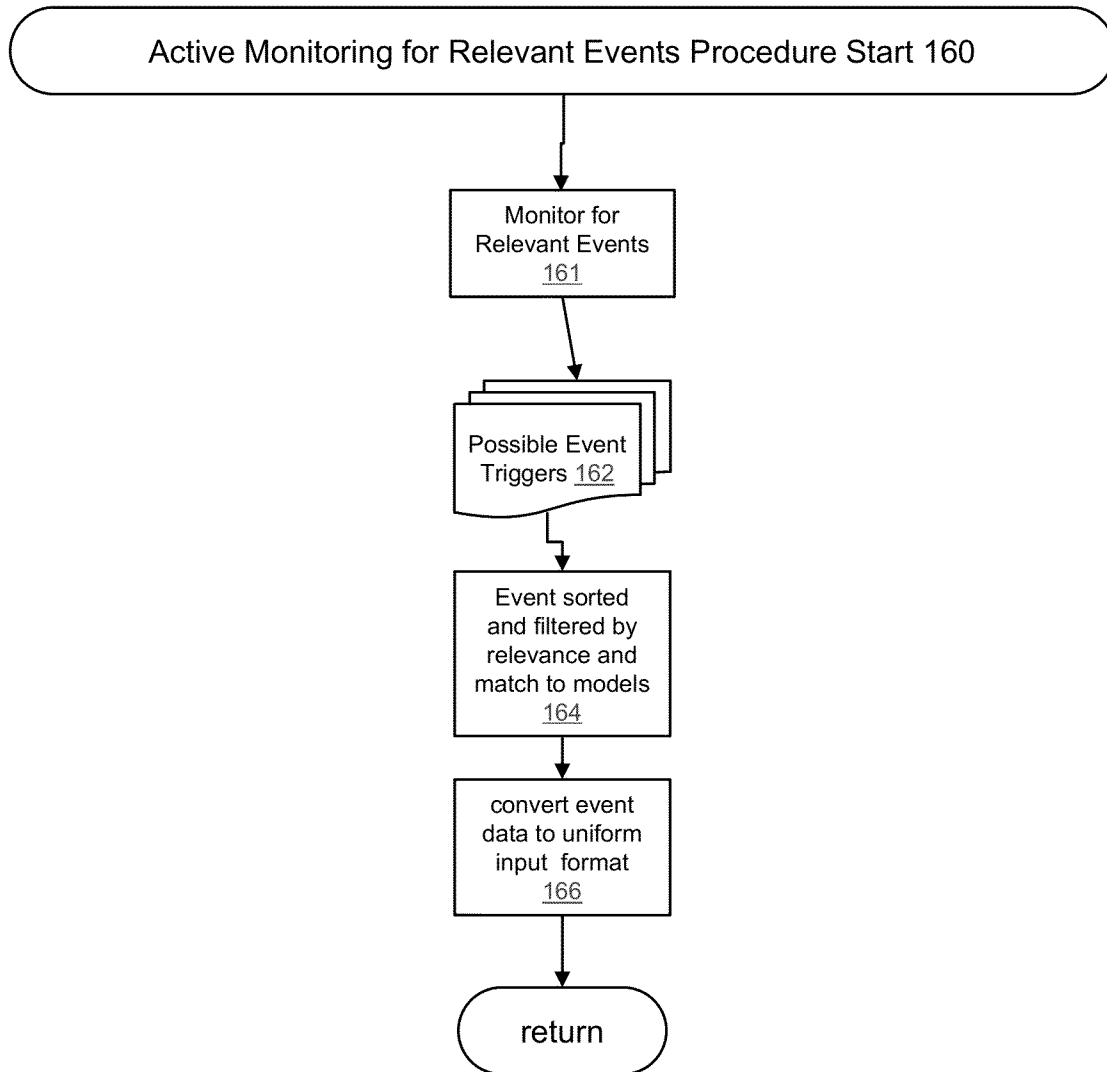 Active Monitoring for Relevant Events Procedure Start 160
Monitor for
Relevant Events
161
Possible Event
Triggers 162
Event sorted
and filtered by
relevance and
match to models
164
convert event
data to uniform
input format
166
return